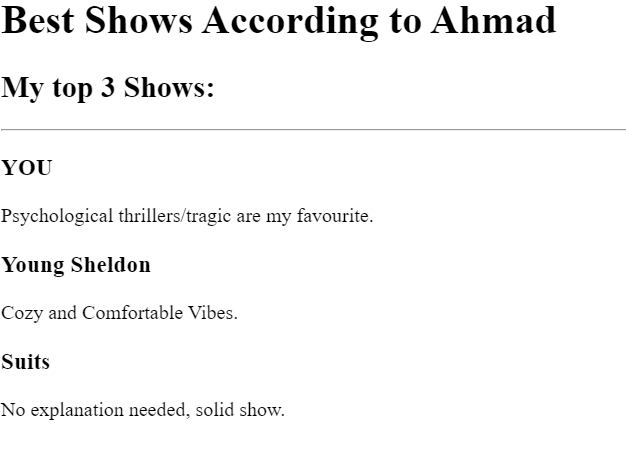 Best Shows According to Ahmad
My top 3 Shows:
YOU
Psychological thrillers/tragic are my favourite.
Young Sheldon
Cozy and Comfortable Vibes.
Suits
No explanation needed, solid show.